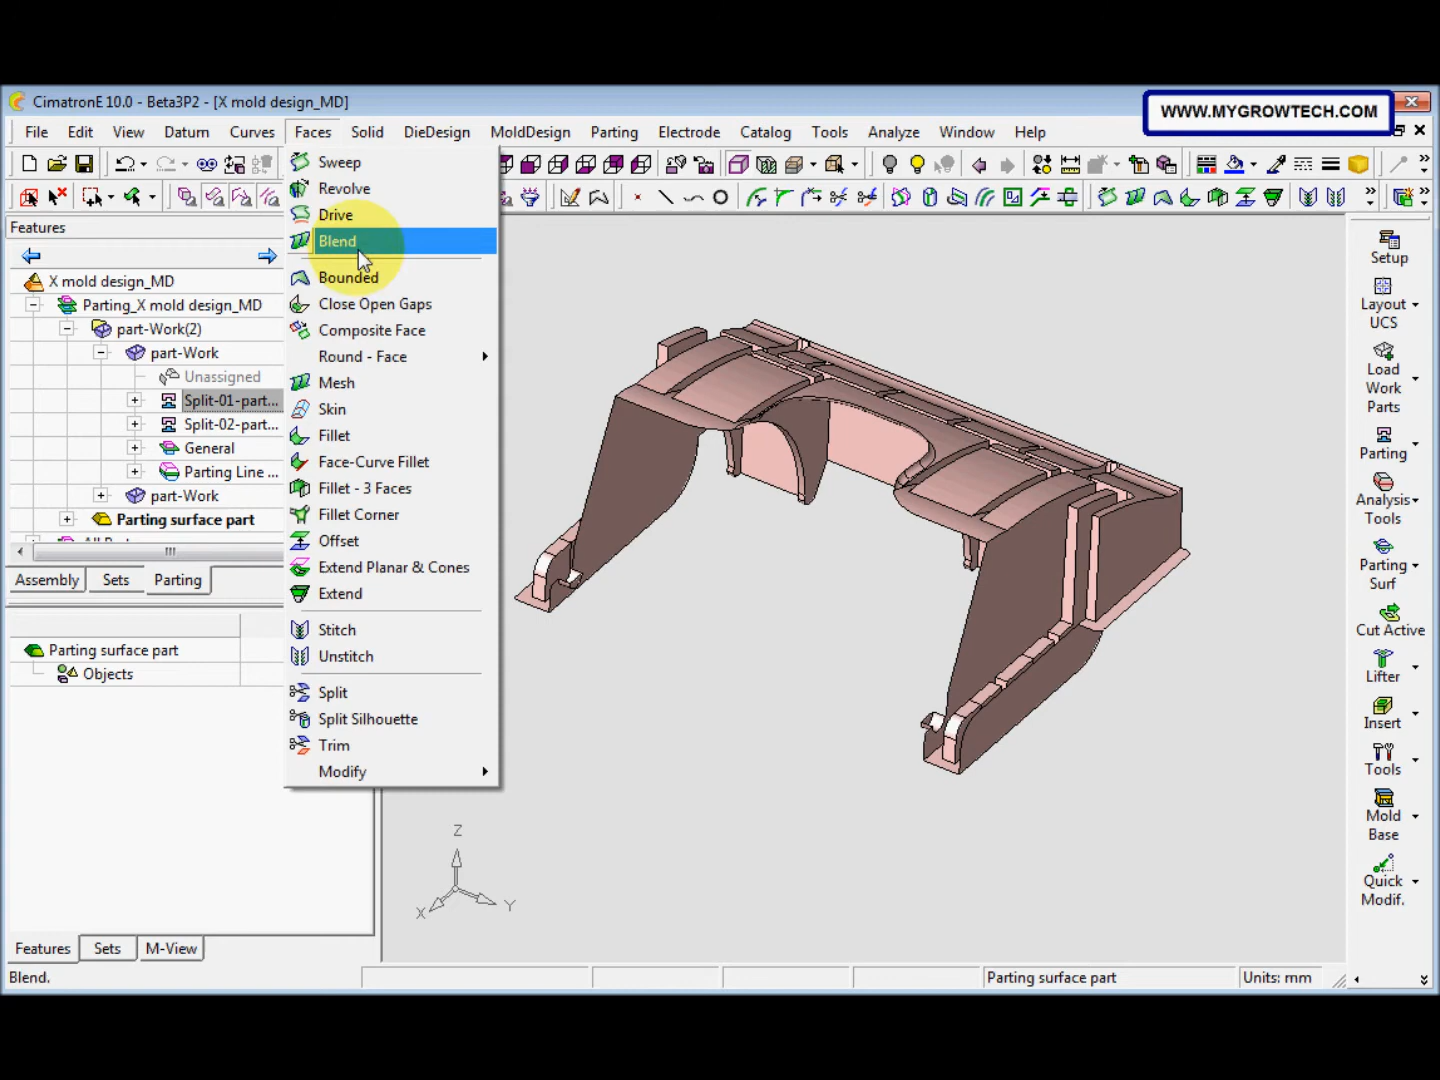 CimatronE 10.0 - Beta3P2 - [X mold design_MD]
WWW.MYGROWTECH.COM
File Edit View Datum Curves Faces Solid DieDesign MoldDesign Parting Electrode Catalog Tools Analyze Window Help
Features
X mold design_MD
Parting_X mold design_MD
part-Work(2)
part-Work
Unassigned
Split-01-part...
Split-02-part...
General
Parting Line ...
part-Work
Parting surface part
Assembly Sets Parting
Parting surface part
Objects
Features Sets M-View
Blend.
Sweep
Revolve
Drive
Blend
Bounded
Close Open Gaps
Composite Face
Round - Face
Mesh
Skin
Fillet
Face-Curve Fillet
Fillet - 3 Faces
Fillet Corner
Offset
Extend Planar & Cones
Extend
Stitch
Unstitch
Split
Split Silhouette
Trim
Modify
Z
X
Y
Setup
Layout
UCS
Load
Work
Parts
Parting
Analysis
Tools
Parting
Surf
Cut Active
Lifter
Insert
Tools
Mold
Base
Quick
Modif.
Parting surface part
Units: mm